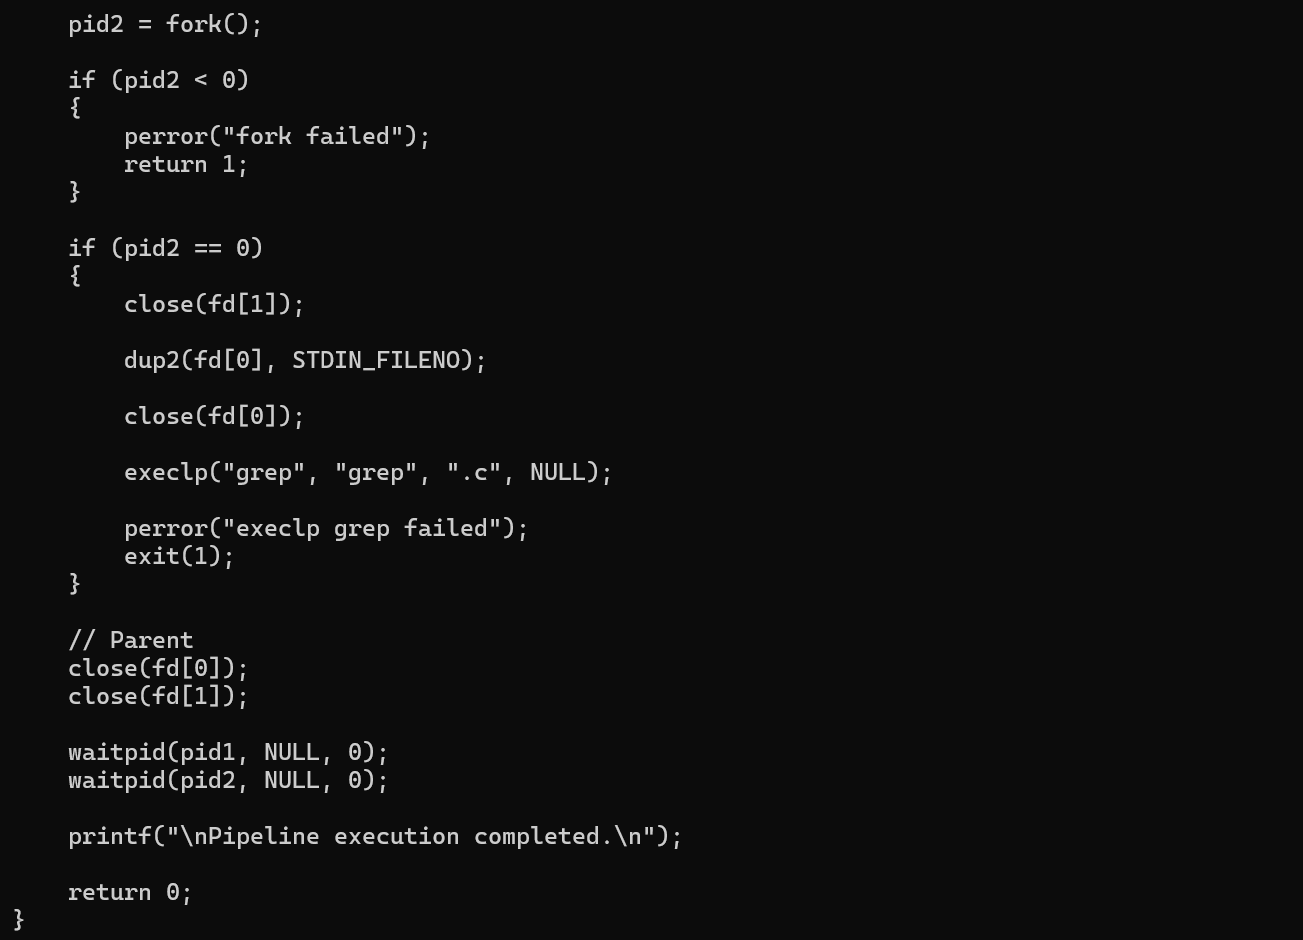 pid2 = fork();
if (pid2 < 0)
{
perror("fork failed");
return 1;
}
if (pid2 == 0)
{
close(fd[1]);
dup2(fd[0], STDIN_FILENO);
close(fd[0]);
execlp("grep", "grep", ".c", NULL);
perror("execlp grep failed");
exit(1);
}
// Parent
close(fd[0]);
close(fd[1]);
waitpid(pid1, NULL, 0);
waitpid(pid2, NULL, 0);
printf("\nPipeline execution completed.\n");
return 0;
}